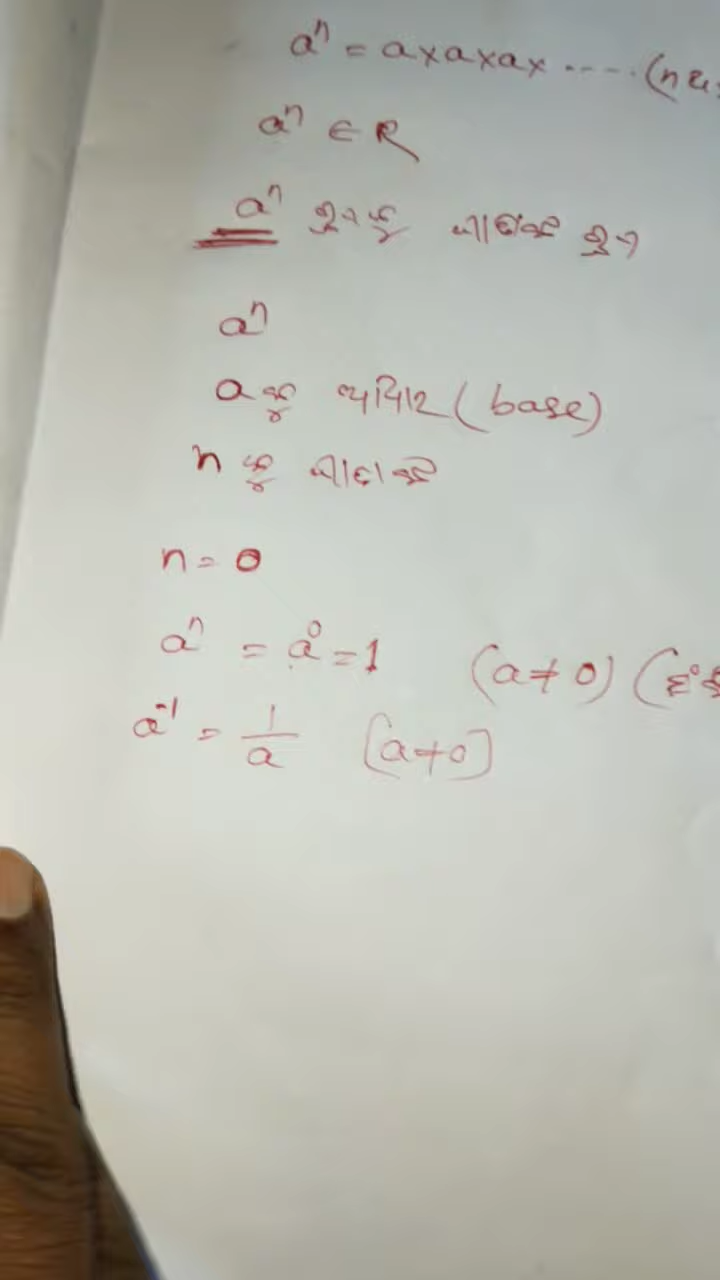 aⁿ = a×a×a× ..... (n
aⁿ ∈ R
aⁿ
aⁿ
a କୁ ଆଧାର (base)
n କୁ ଘାତାଙ୍କ
n = 0
aⁿ = a⁰ = 1 (a ≠ 0) (
a⁻¹ = 1/a [a ≠ 0]